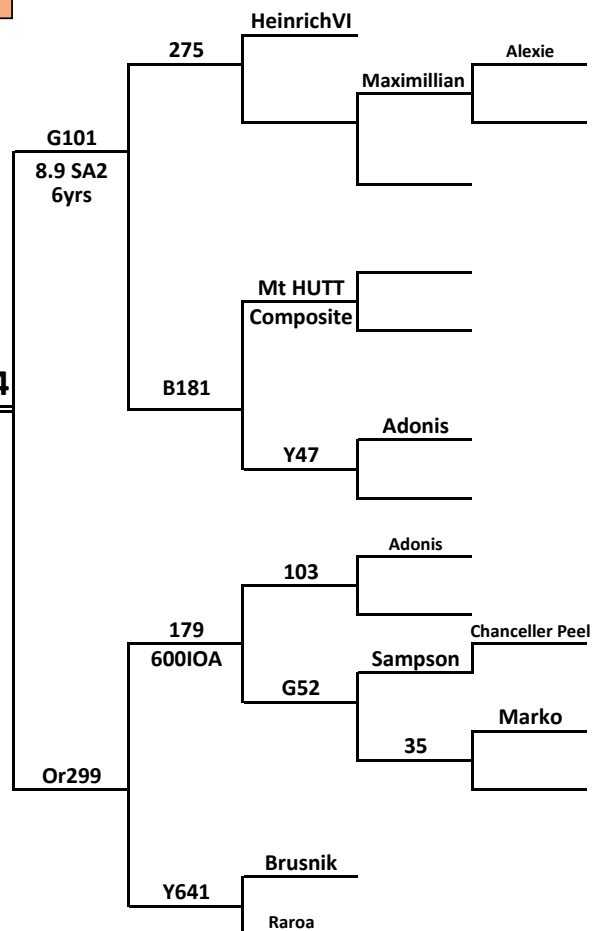 HeinrichVI
275
Alexie
Maximillian
G101
8.9 SA2
6yrs
Mt HUTT
Composite
4
B181
Adonis
Y47
Adonis
103
179
Chanceller Peel
600IOA
Sampson
G52
Marko
35
Or299
Brusnik
Y641
Raroa